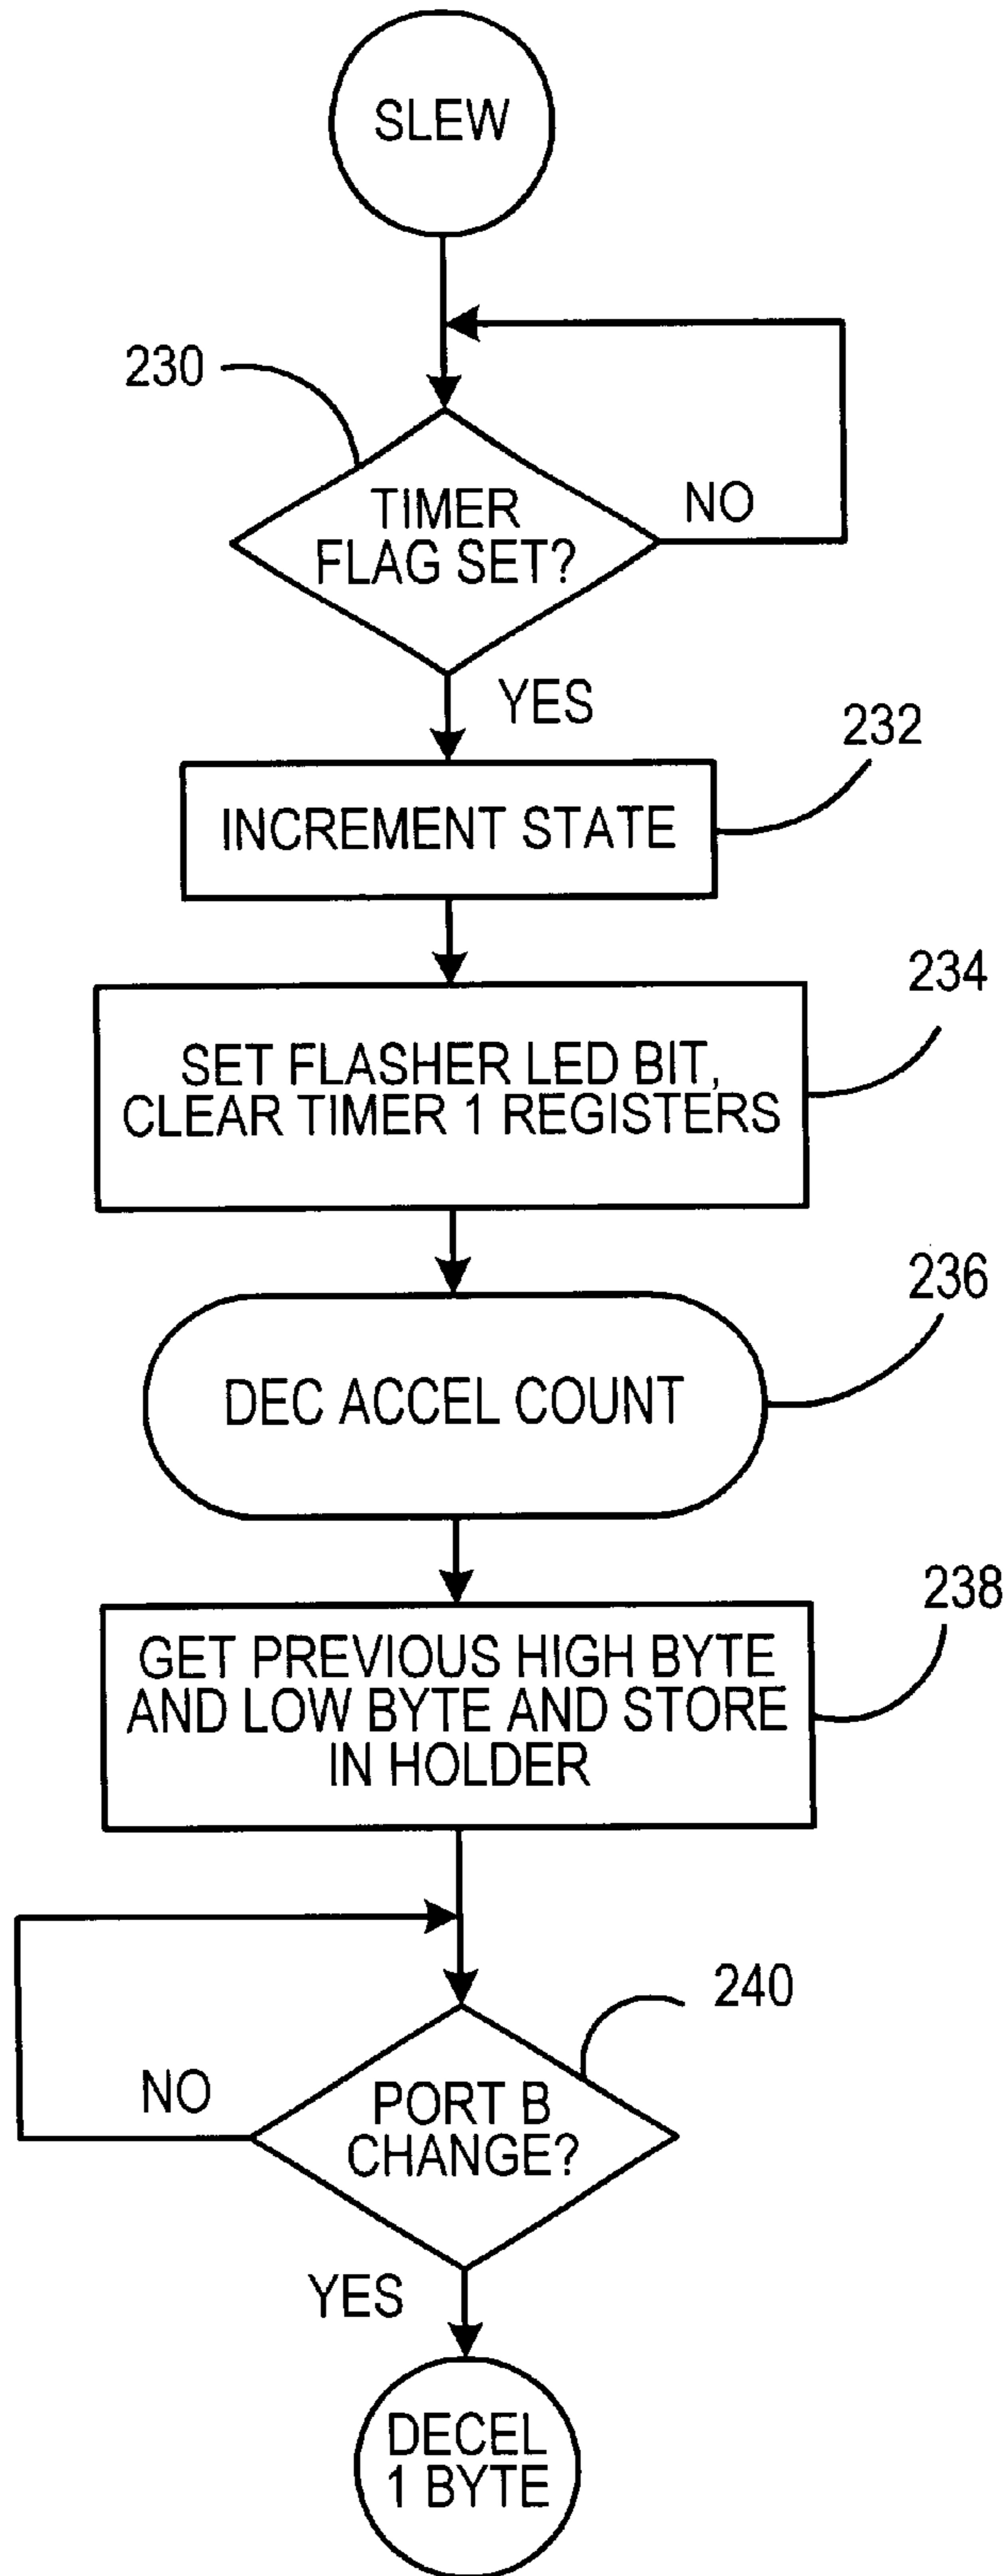 SLEW
230
TIMER
FLAG SET?
NO
YES
232
INCREMENT STATE
234
SET FLASHER LED BIT,
CLEAR TIMER 1 REGISTERS
236
DEC ACCEL COUNT
238
GET PREVIOUS HIGH BYTE
AND LOW BYTE AND STORE
IN HOLDER
240
NO
PORT B
CHANGE?
YES
DECEL
1 BYTE